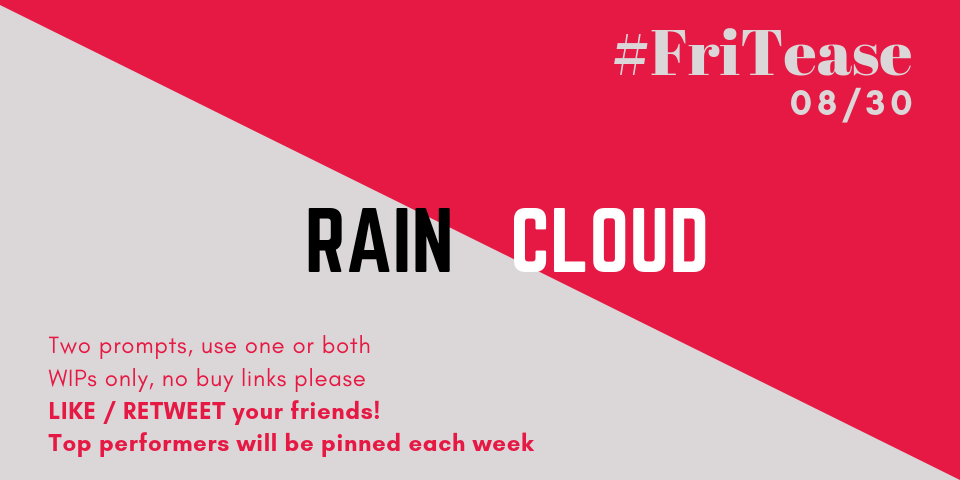 #FriTease
08/30
RAIN CLOUD
Two prompts, use one or both
WIPs only, no buy links please
LIKE / RETWEET your friends!
Top performers will be pinned each week